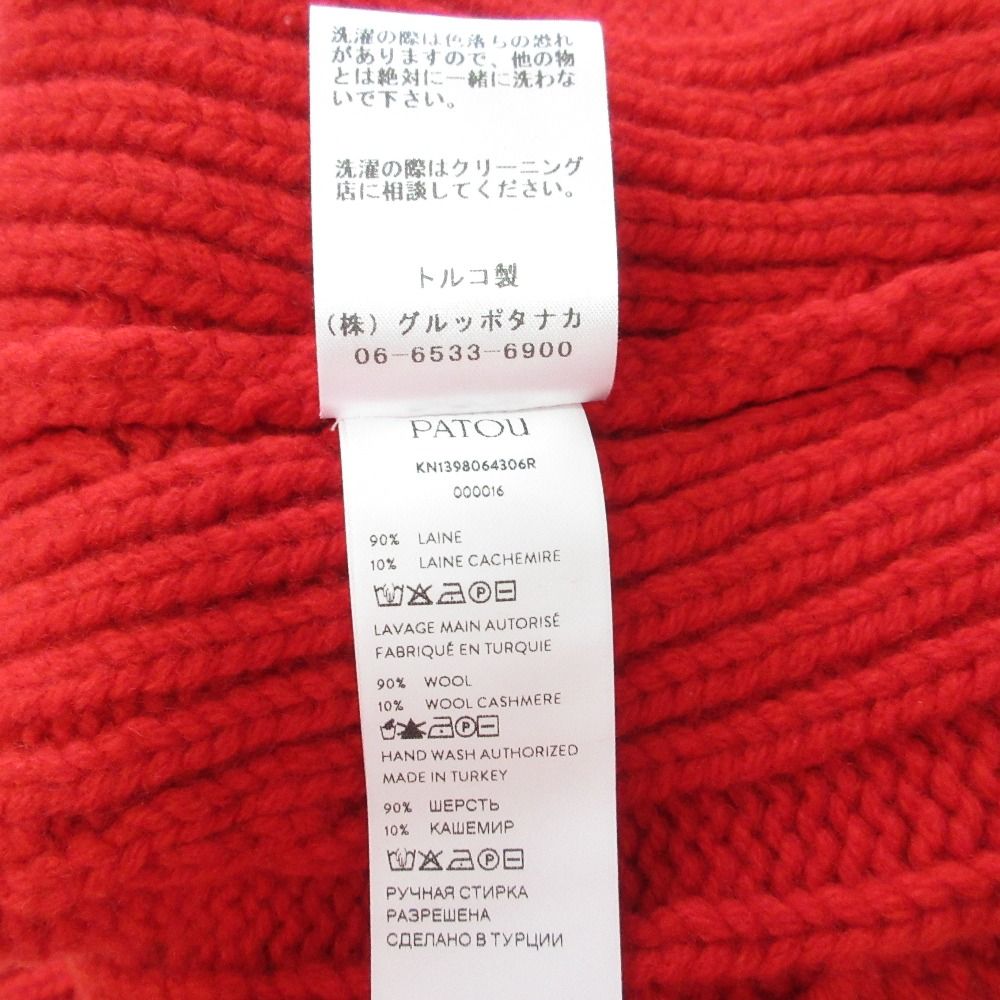 洗濯の際は色落ちの恐れ
がありますので、他の物
とは絶対に一緒に洗わな
いで下さい。
洗濯の際はクリーニング
店に相談してください。
トルコ製
(株)グルッポタナカ
06-6533-6900
PATOU
KN1398064306R
000016
90% LAINE
10% LAINE CACHEMIRE
P
LAVAGE MAIN AUTORISÉ
FABRIQUÉ EN TURQUIE
90% WOOL
10% WOOL CASHMERE
P
HAND WASH AUTHORIZED
MADE IN TURKEY
90% ШЕРСТЬ
10% КАШЕМИР
P
РУЧНАЯ СТИРКА
РАЗРЕШЕНА
СДЕЛАНО В ТУРЦИИ